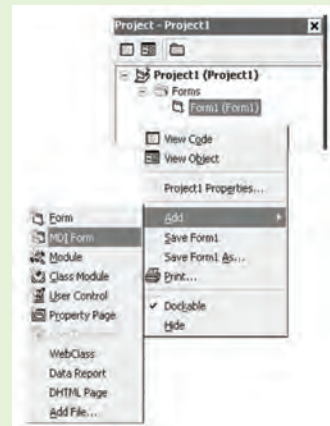 Project - Project1
Project1 (Project1)
Forms
Form1 (Form1)
View Code
View Object
Project1 Properties...
Add
Save Form1
Save Form1 As...
Print...
Dockable
Hide
Form
MDI Form
Module
Class Module
User Control
Property Page
WebClass
Data Report
DHTML Page
Add File...